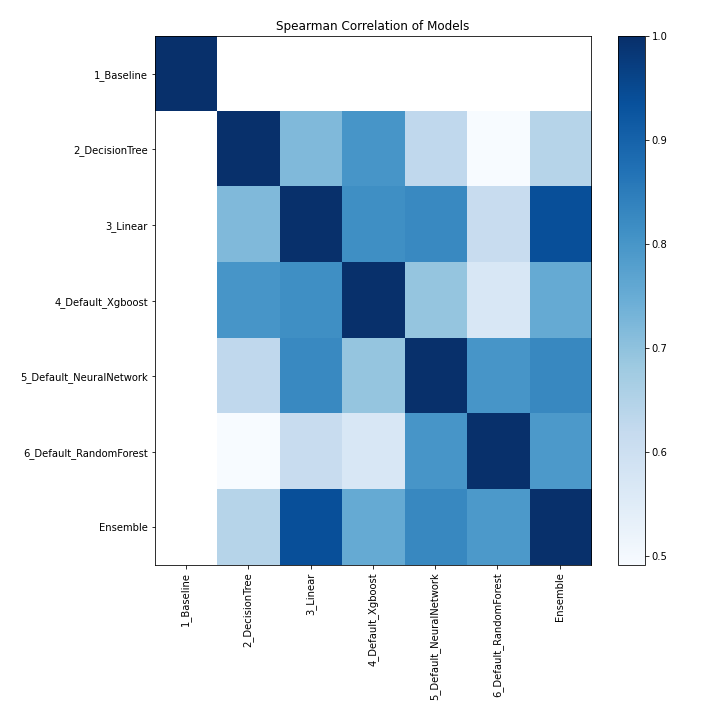 Spearman Correlation of Models
1_Baseline
2_DecisionTree
3_Linear
4_Default_Xgboost
5_Default_NeuralNetwork
6_Default_RandomForest
Ensemble
1_Baseline
2_DecisionTree
3_Linear
4_Default_Xgboost
5_Default_NeuralNetwork
6_Default_RandomForest
Ensemble
1.0
0.9
0.8
0.7
0.6
0.5